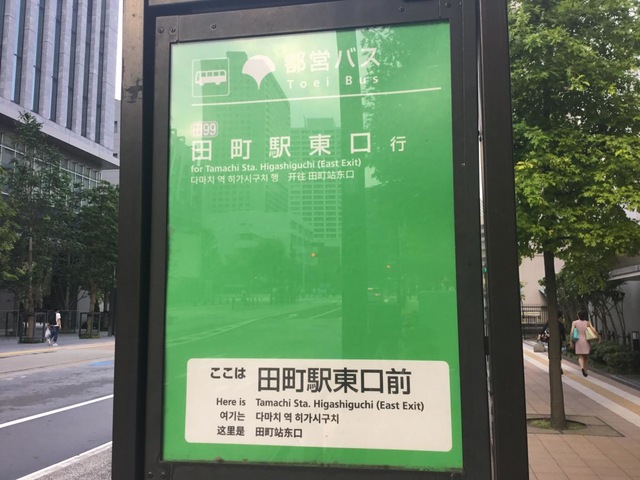 都営バス
Toei Bus
田99
田町駅東口 行
for Tamachi Sta. Higashiguchi (East Exit)
다마치 역 히가시구치 행 开往 田町站东口
ここは 田町駅東口前
Here is Tamachi Sta. Higashiguchi (East Exit)
여기는 다마치 역 히가시구치
这里是 田町站东口